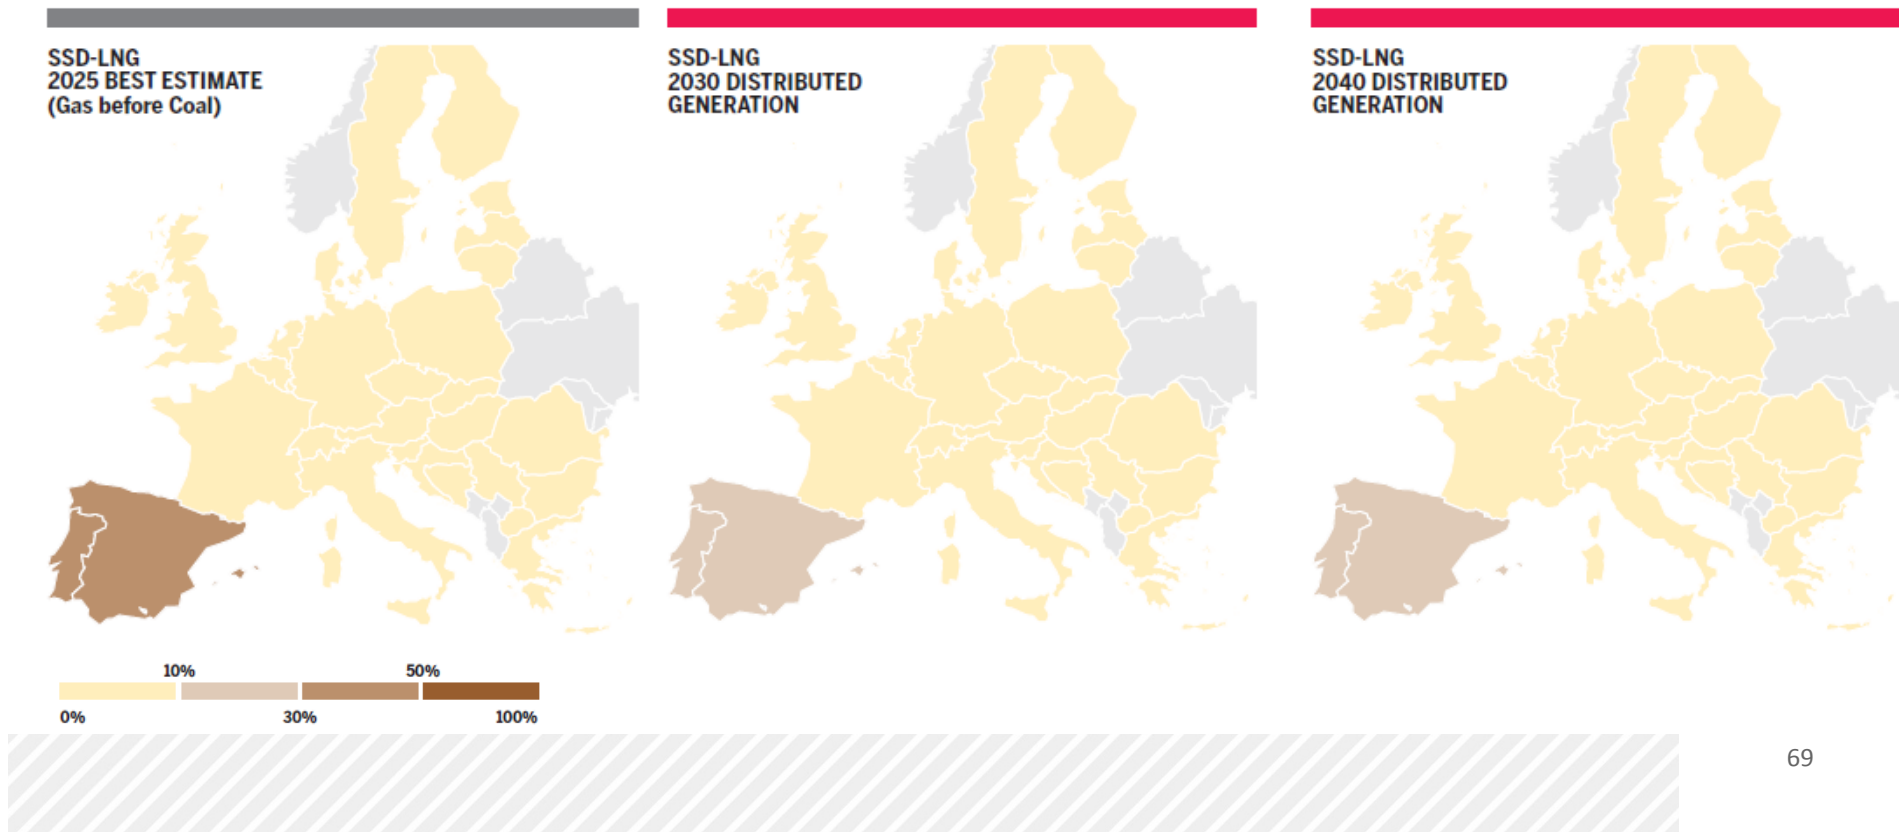 SSD-LNG
2025 BEST ESTIMATE
(Gas before Coal)
SSD-LNG
2030 DISTRIBUTED
GENERATION
SSD-LNG
2040 DISTRIBUTED
GENERATION
10%
50%
0%
30%
100%
69